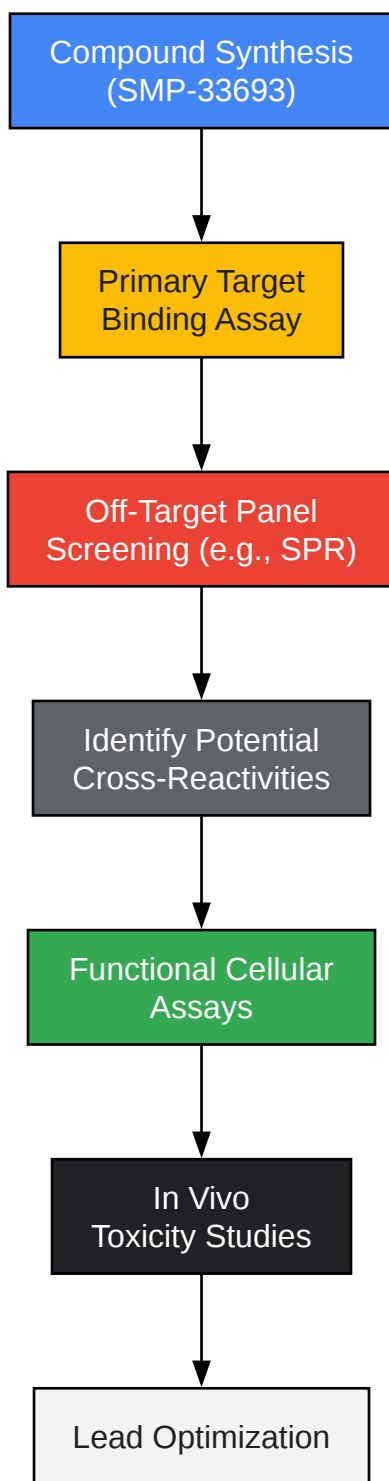 Compound Synthesis
(SMP-33693)
Primary Target
Binding Assay
Off-Target Panel
Screening (e.g., SPR)
Identify Potential
Cross-Reactivities
Functional Cellular
Assays
In Vivo
Toxicity Studies
Lead Optimization